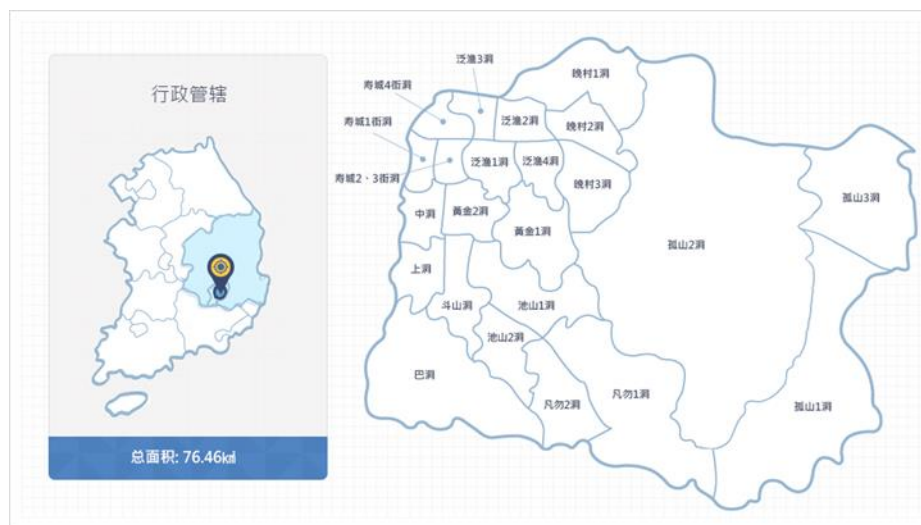 行政管辖
总面积: 76.46㎢
泛漁3洞
寿城4街洞
寿城1街洞
寿城2·3街洞
晚村1洞
泛漁2洞
晚村2洞
泛漁1洞
泛漁4洞
晚村3洞
中洞
黃金2洞
黃金1洞
孤山2洞
孤山3洞
上洞
斗山洞
池山1洞
池山2洞
巴洞
凡勿2洞
凡勿1洞
孤山1洞